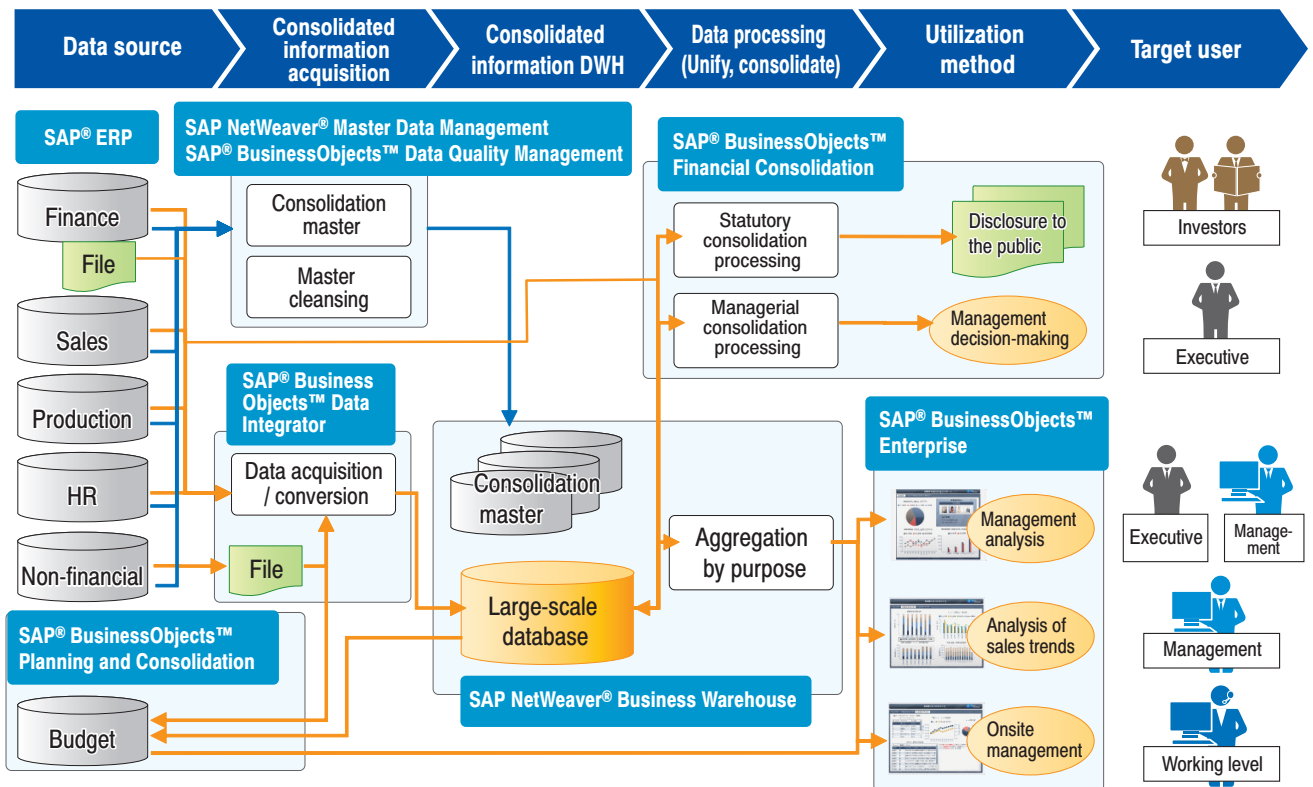 Data source
Consolidated
information
acquisition
Consolidated
information DWH
Data processing
(Unify, consolidate)
Utilization
method
Target user
SAP® ERP
Finance
File
Sales
Production
HR
Non-financial
SAP NetWeaver® Master Data Management
SAP® BusinessObjects™ Data Quality Management
Consolidation
master
Master
cleansing
SAP® Business
Objects™ Data
Integrator
Data acquisition
/ conversion
File
SAP® BusinessObjects™
Planning and Consolidation
Budget
Consolidation
master
Large-scale
database
Aggregation
by purpose
SAP NetWeaver® Business Warehouse
SAP® BusinessObjects™
Financial Consolidation
Statutory
consolidation
processing
Disclosure to
the public
Managerial
consolidation
processing
Management
decision-making
SAP® BusinessObjects™
Enterprise
Management
analysis
Analysis of
sales trends
Onsite
management
Investors
Executive
Executive
Manage-
ment
Management
Working level